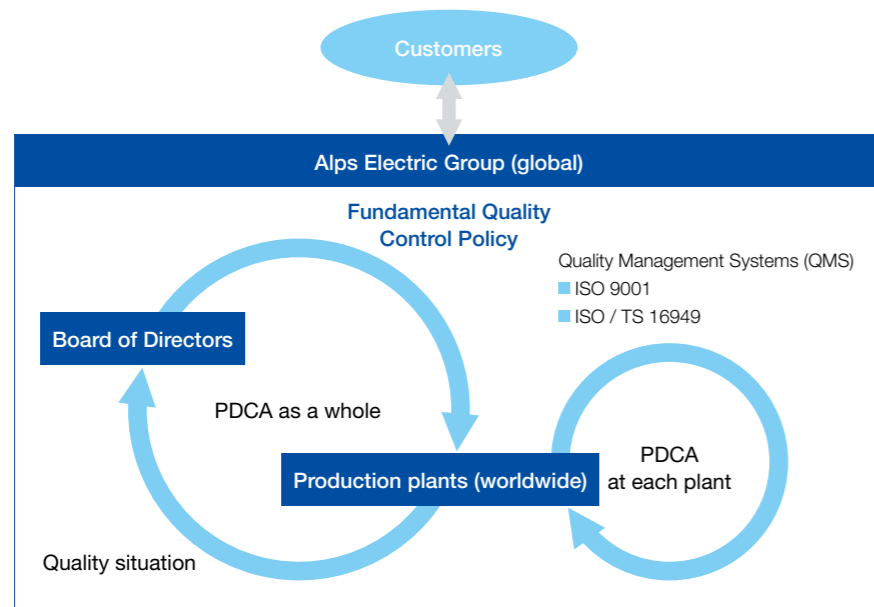 Customers
Alps Electric Group (global)
Fundamental Quality
Control Policy
Quality Management Systems (QMS)
ISO 9001
ISO / TS 16949
Board of Directors
PDCA as a whole
Production plants (worldwide)
PDCA
at each plant
Quality situation